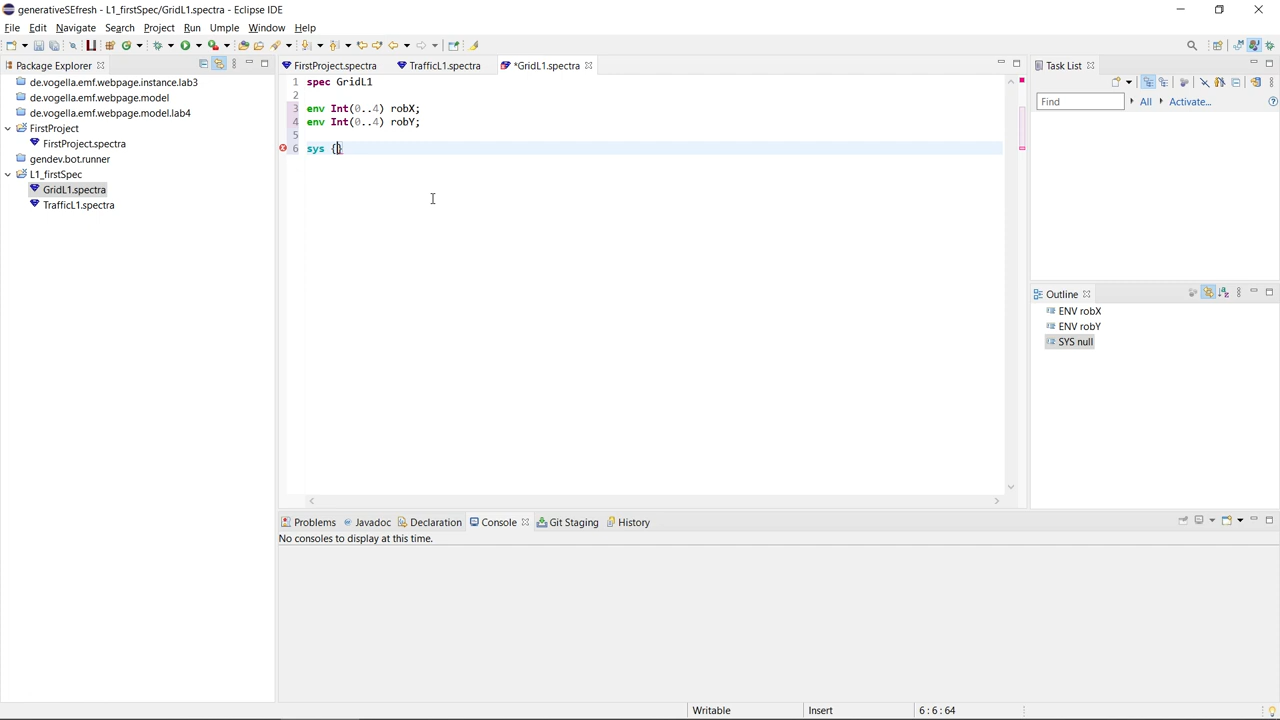 generativeSEfresh - L1_firstSpec/GridL1.spectra - Eclipse IDE
File Edit Navigate Search Project Run Umple Window Help
Package Explorer
de.vogella.emf.webpage.instance.lab3
de.vogella.emf.webpage.model
de.vogella.emf.webpage.model.lab4
FirstProject
FirstProject.spectra
gendev.bot.runner
L1_firstSpec
GridL1.spectra
TrafficL1.spectra
FirstProject.spectra TrafficL1.spectra *GridL1.spectra
1 spec GridL1
2
3 env Int(0..4) robX;
4 env Int(0..4) robY;
5
6 sys {}
Task List
Find All Activate...
Outline
ENV robX
ENV robY
SYS null
Problems Javadoc Declaration Console Git Staging History
No consoles to display at this time.
Writable Insert 6 : 6 : 64